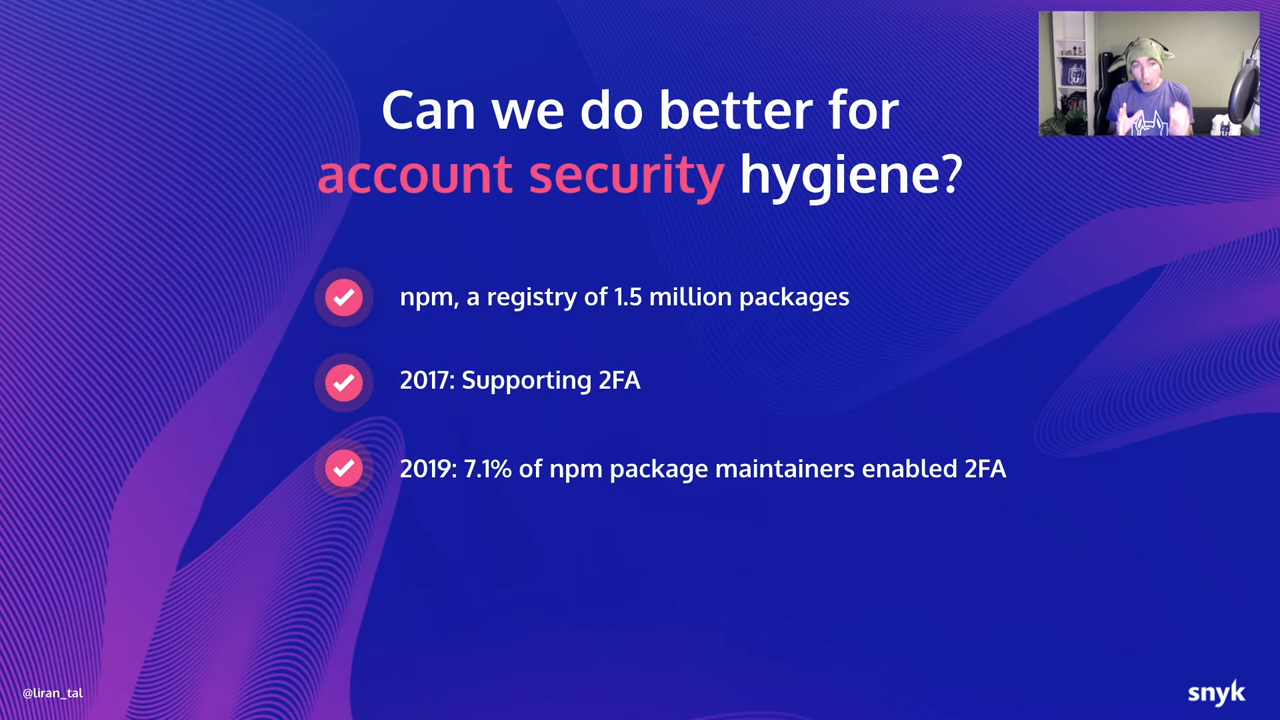 Can we do better for
account security hygiene?
npm, a registry of 1.5 million packages
2017: Supporting 2FA
2019: 7.1% of npm package maintainers enabled 2FA
@liran_tal
snyk